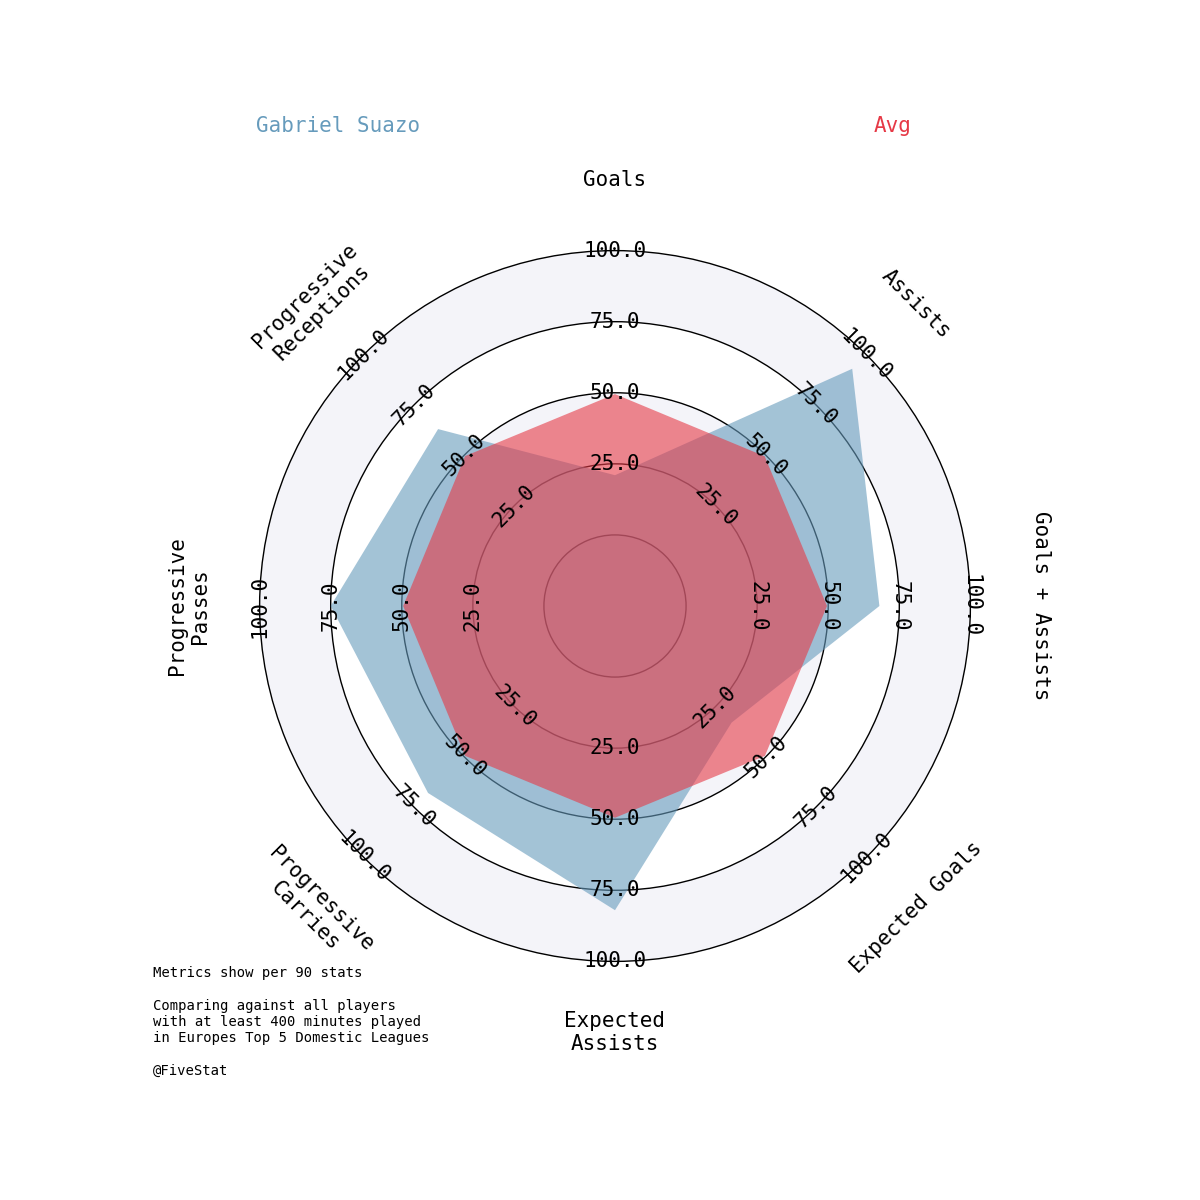 Gabriel Suazo
Avg
Goals
Assists
Goals + Assists
Expected Goals
Expected
Assists
Progressive
Carries
Progressive
Passes
Progressive
Receptions
25.0
50.0
75.0
100.0
25.0
50.0
75.0
100.0
25.0
50.0
75.0
100.0
25.0
50.0
75.0
100.0
25.0
50.0
75.0
100.0
25.0
50.0
75.0
100.0
25.0
50.0
75.0
100.0
25.0
50.0
75.0
100.0
Metrics show per 90 stats
Comparing against all players
with at least 400 minutes played
in Europes Top 5 Domestic Leagues
@FiveStat